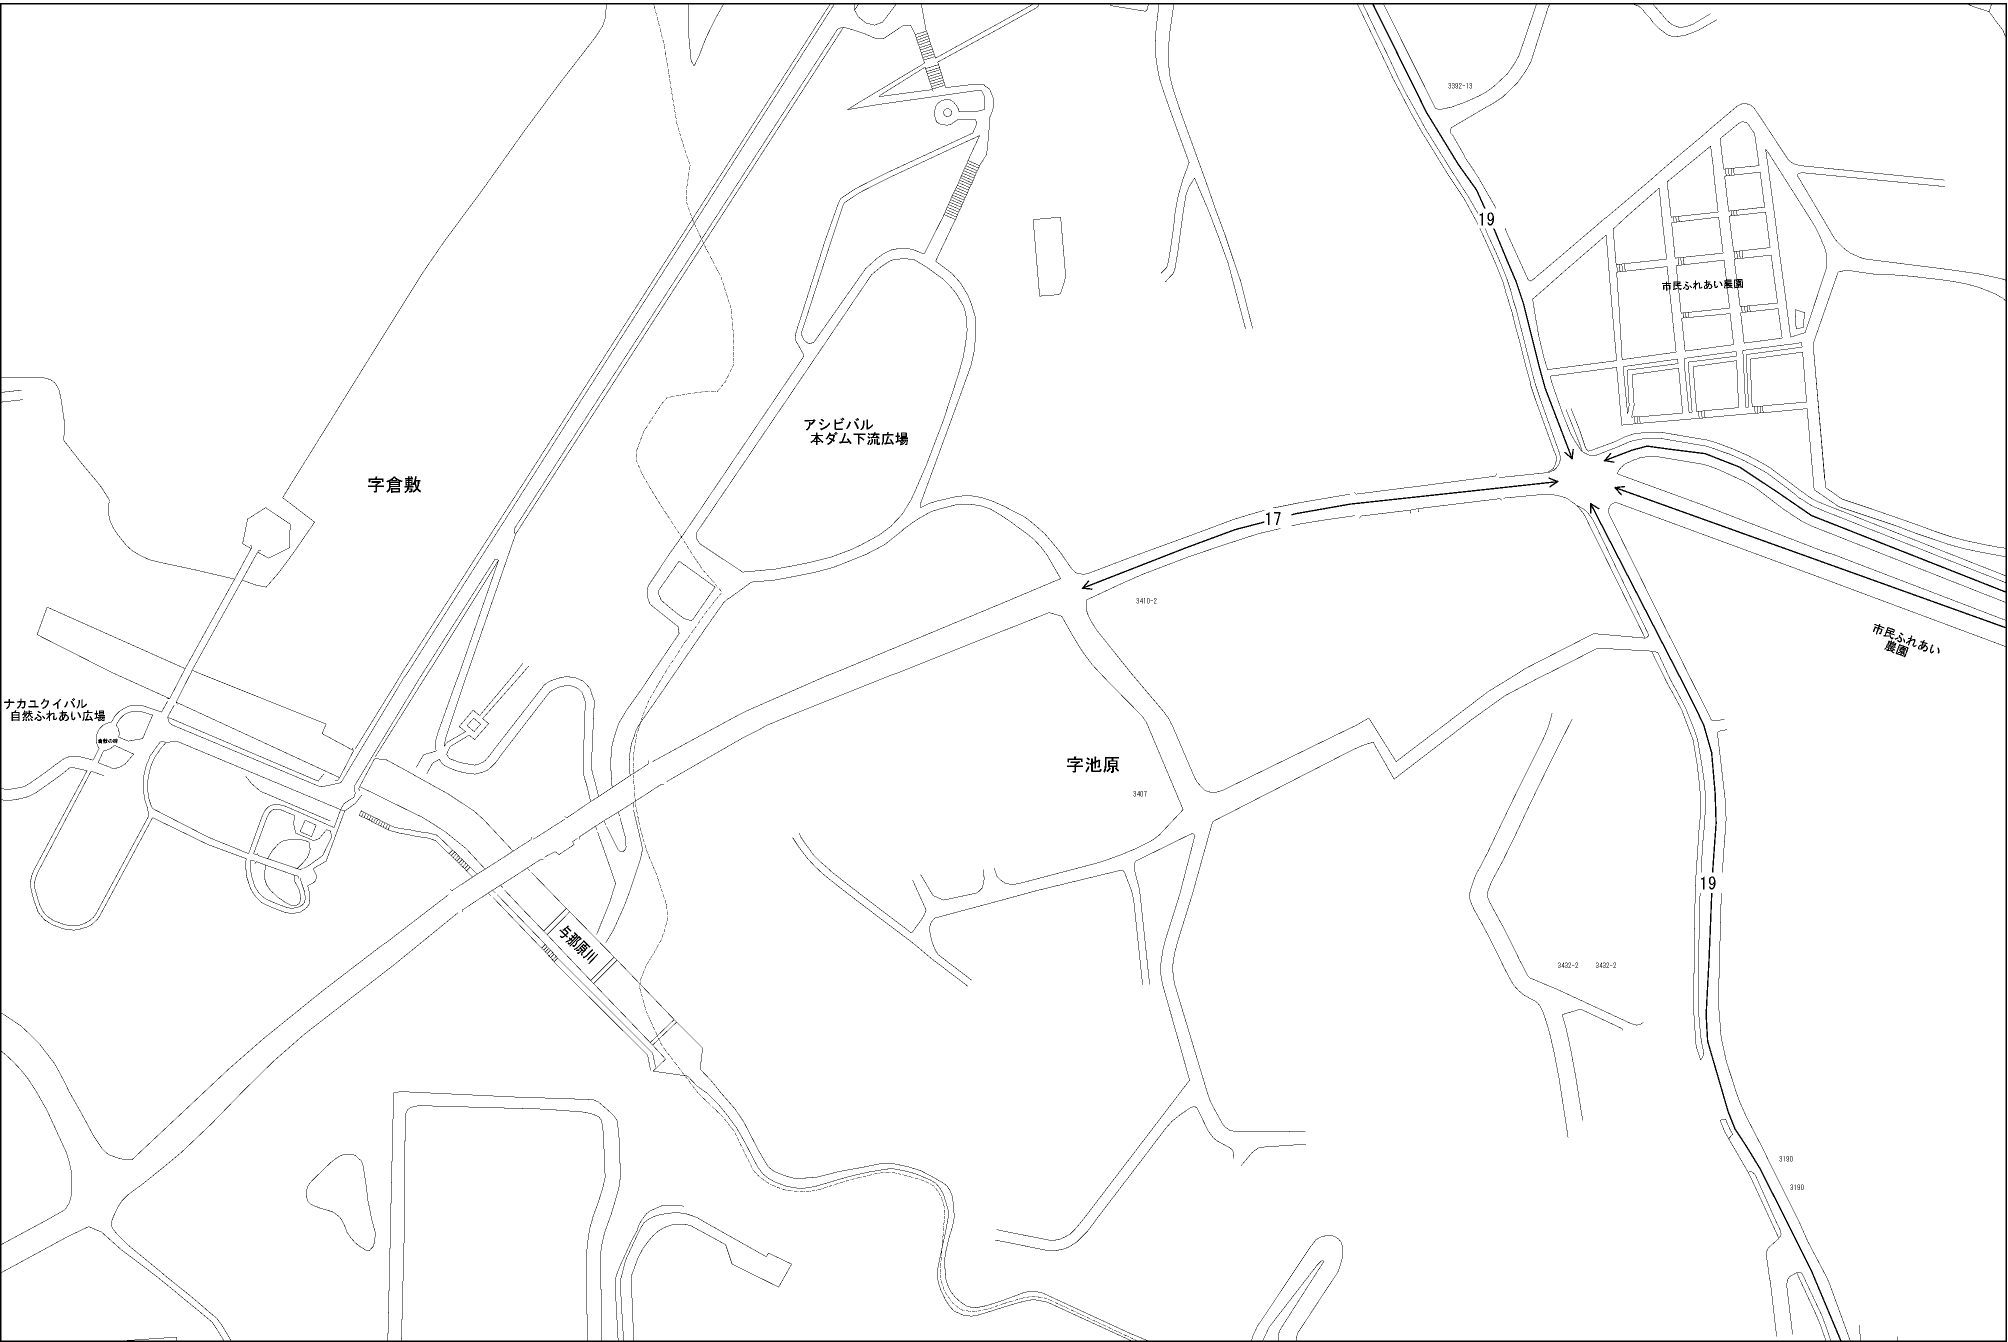 3392-13
19
市民ふれあい農園
アシビバル
本ダム下流広場
字倉敷
17
3410-2
市民ふれあい
農園
ナカユクイバル
自然ふれあい広場
字池原
3407
19
与那原川
3432-2
3432-2
3190
3190